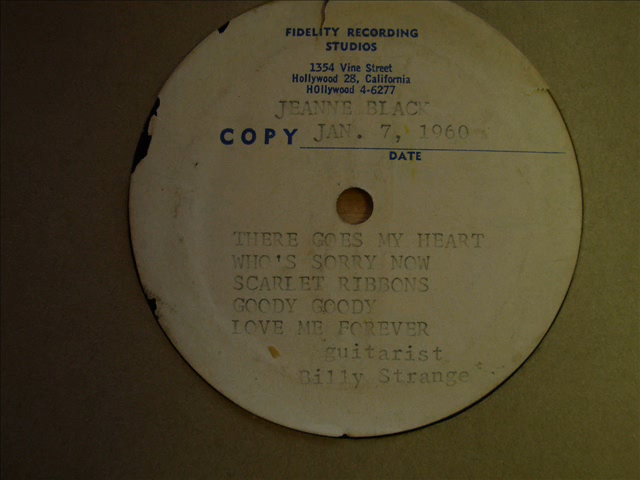 FIDELITY RECORDING
STUDIOS
1354 Vine Street
Hollywood 28, California
HOllywood 4-6277
JEANNE BLACK
COPY JAN. 7, 1960
DATE
THERE GOES MY HEART
WHO'S SORRY NOW
SCARLET RIBBONS
GOODY GOODY
LOVE ME FOREVER
guitarist
Billy Strange